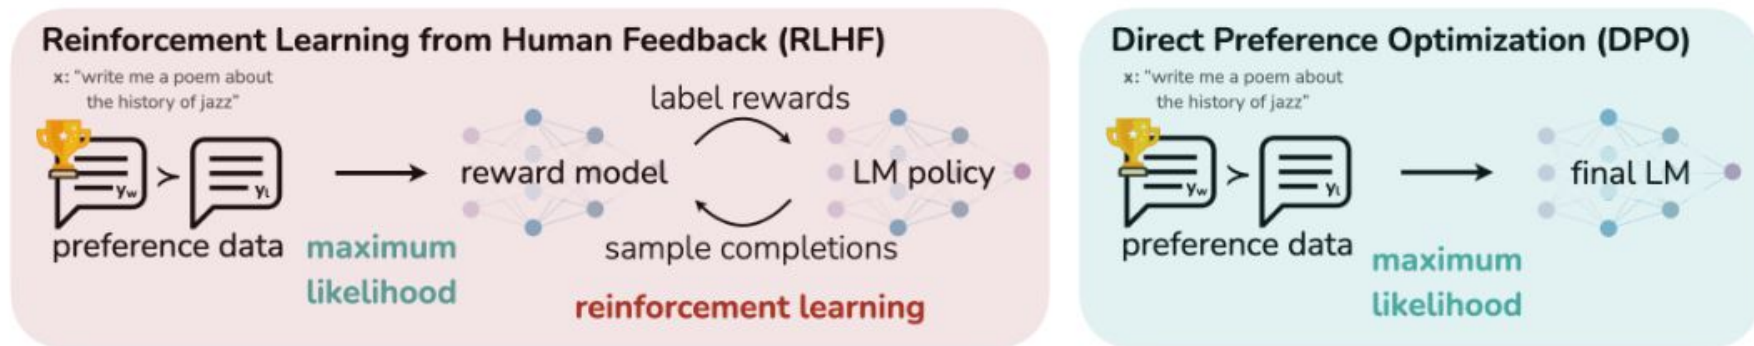 Reinforcement Learning from Human Feedback (RLHF)
x: "write me a poem about
the history of jazz"
label rewards
yw
>
yl
reward model
LM policy
preference data
maximum
likelihood
sample completions
reinforcement learning
Direct Preference Optimization (DPO)
x: "write me a poem about
the history of jazz"
yw
>
yl
final LM
preference data
maximum
likelihood